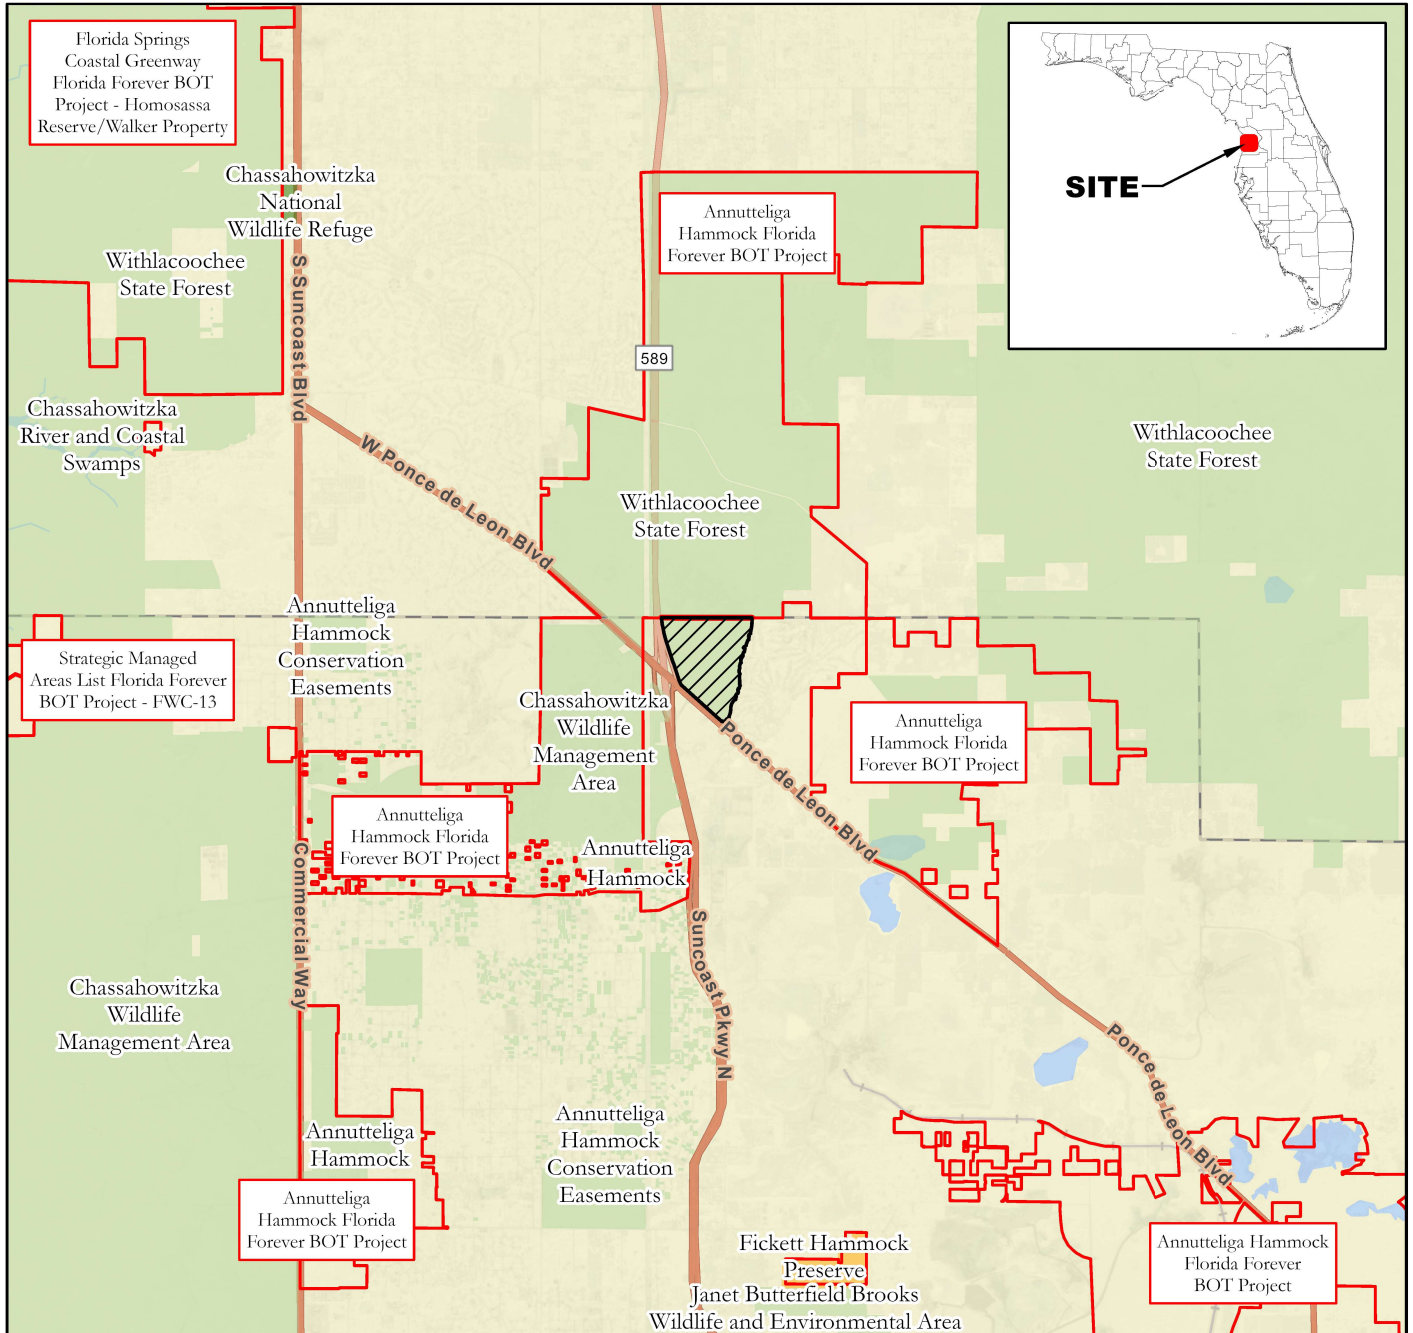 Florida Springs
Coastal Greenway
Florida Forever BOT
Project - Homosassa
Reserve/Walker Property
SITE
Chassahowitzka
National
Wildlife Refuge
Annutteliga
Hammock Florida
Forever BOT Project
Withlacoochee
State Forest
S Suncoast Blvd
589
Chassahowitzka
River and Coastal
Swamps
Withlacoochee
State Forest
W Ponce de Leon Blvd
Withlacoochee
State Forest
Annutteliga
Hammock
Conservation
Easements
Strategic Managed
Areas List Florida Forever
BOT Project - FWC-13
Chassahowitzka
Wildlife
Management
Area
Ponce de Leon Blvd
Annutteliga
Hammock Florida
Forever BOT Project
Annutteliga
Hammock Florida
Forever BOT Project
Annutteliga
Hammock
Commercial Way
Suncoast Pkwy N
Chassahowitzka
Wildlife
Management Area
Ponce de Leon Blvd
Annutteliga
Hammock
Annutteliga
Hammock
Conservation
Easements
Annutteliga
Hammock Florida
Forever BOT Project
Fickett Hammock
Preserve
Janet Butterfield Brooks
Wildlife and Environmental Area
Annutteliga Hammock
Florida Forever
BOT Project